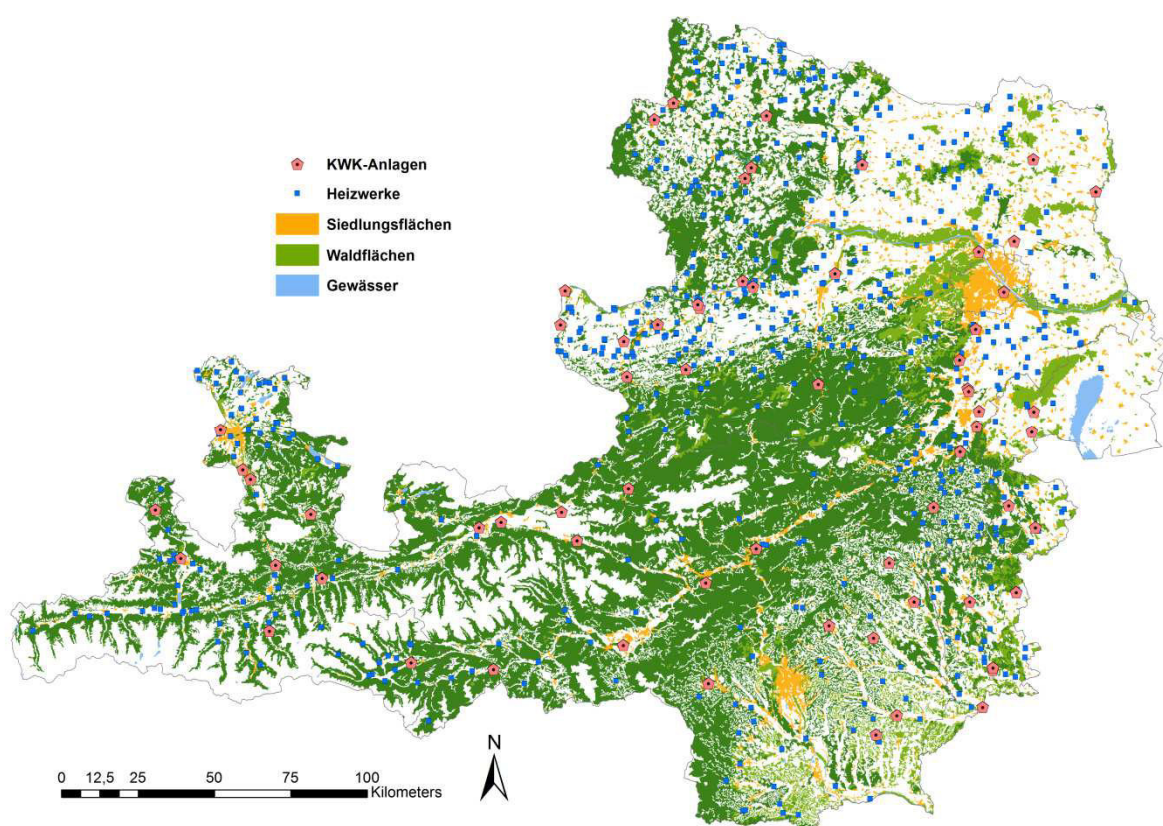 KWK-Anlagen
Heizwerke
Siedlungsflächen
Waldflächen
Gewässer
N
0 12,5 25 50 75 100
Kilometers